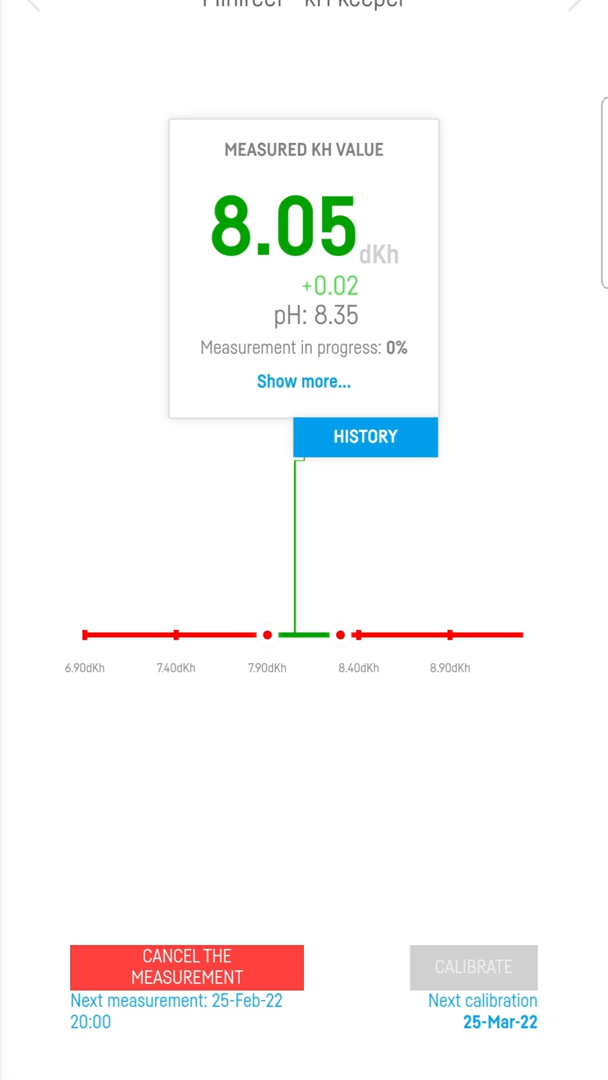 MEASURED KH VALUE
8.05 dKh
+0.02
pH: 8.35
Measurement in progress: 0%
Show more...
HISTORY
6.90dKh 7.40dKh 7.90dKh 8.40dKh 8.90dKh
CANCEL THE
MEASUREMENT
CALIBRATE
Next measurement: 25-Feb-22
20:00
Next calibration
25-Mar-22